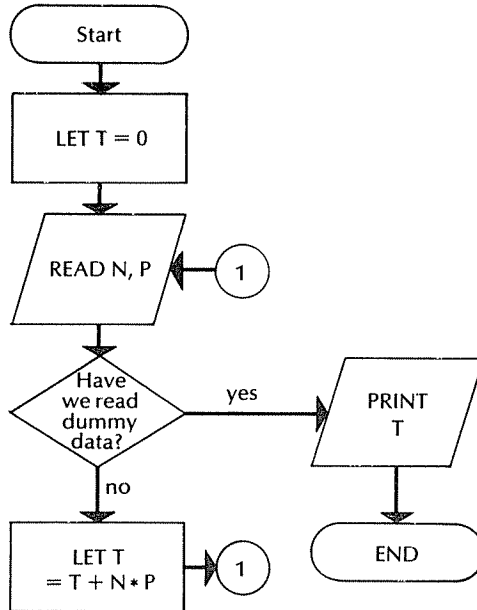 Start
LET T = 0
READ N, P
1
Have
we read
dummy
data?
yes
PRINT
T
no
END
LET T
= T + N * P
1